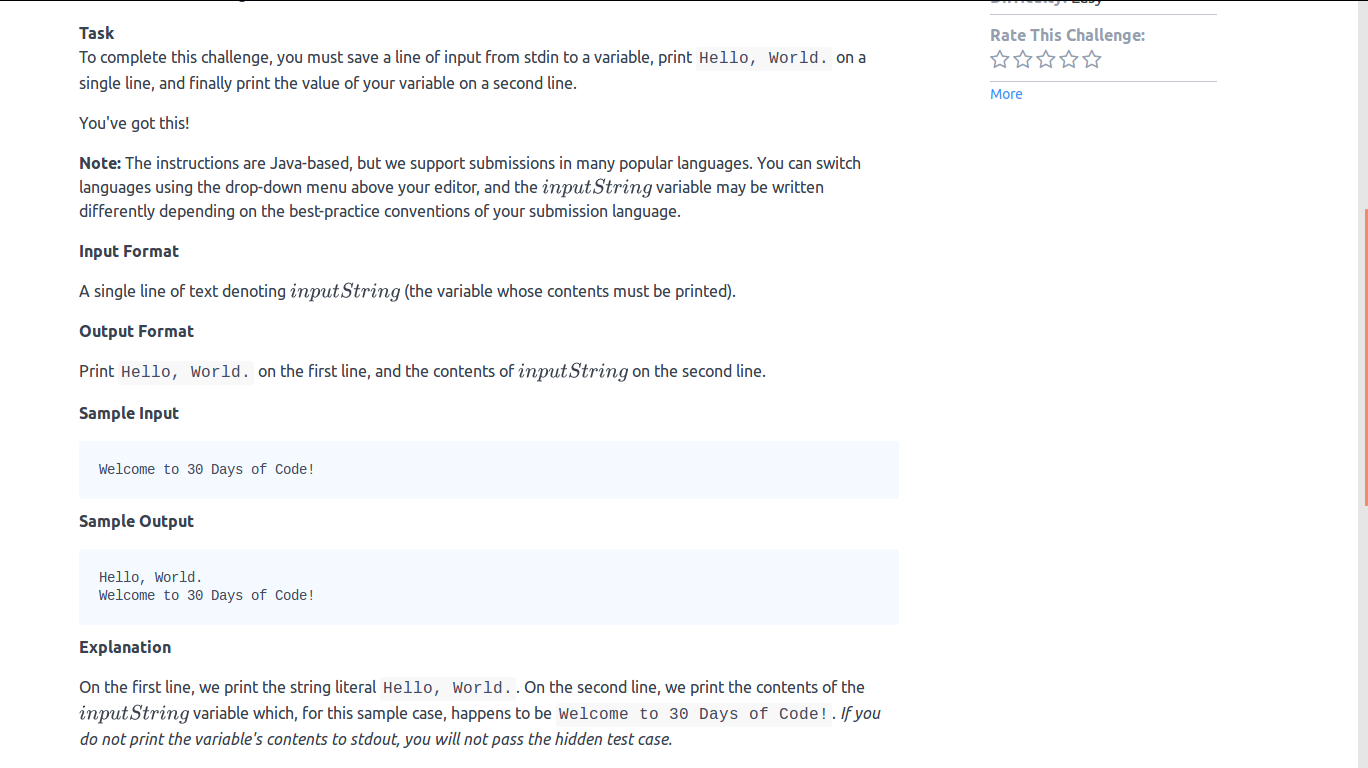 Difficulty: Easy
Rate This Challenge:
More
Task
To complete this challenge, you must save a line of input from stdin to a variable, print Hello, World. on a
single line, and finally print the value of your variable on a second line.
You've got this!
Note: The instructions are Java-based, but we support submissions in many popular languages. You can switch
languages using the drop-down menu above your editor, and the inputString variable may be written
differently depending on the best-practice conventions of your submission language.
Input Format
A single line of text denoting inputString (the variable whose contents must be printed).
Output Format
Print Hello, World. on the first line, and the contents of inputString on the second line.
Sample Input
Welcome to 30 Days of Code!
Sample Output
Hello, World.
Welcome to 30 Days of Code!
Explanation
On the first line, we print the string literal Hello, World. . On the second line, we print the contents of the
inputString variable which, for this sample case, happens to be Welcome to 30 Days of Code! . If you
do not print the variable's contents to stdout, you will not pass the hidden test case.